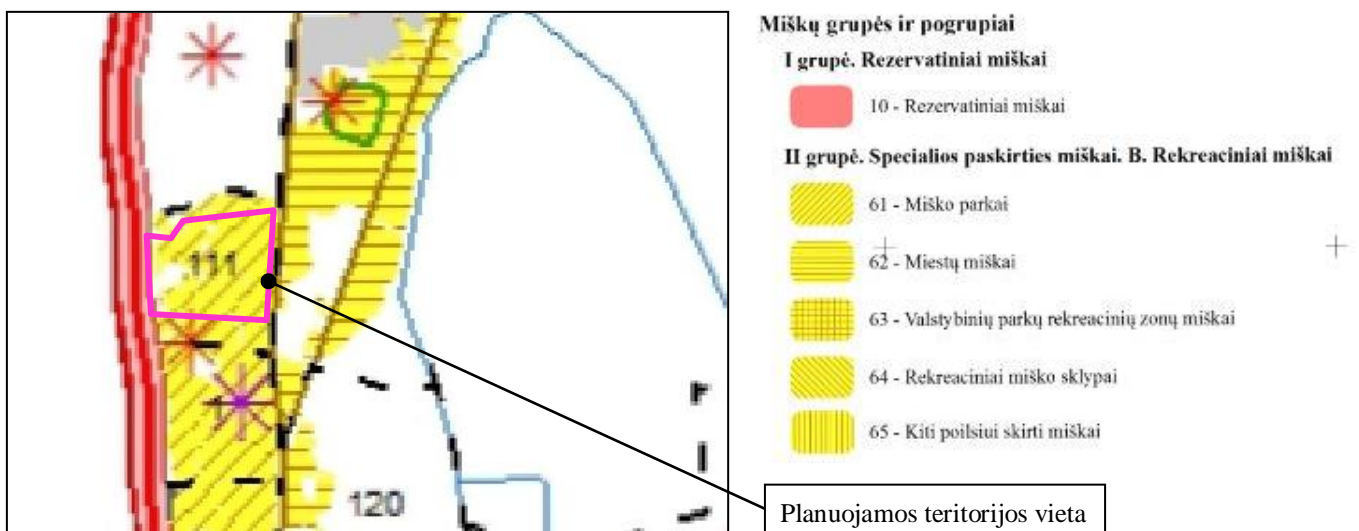 Miškų grupės ir pogrupiai
I grupė. Rezervatiniai miškai
10 - Rezervatiniai miškai
II grupė. Specialios paskirties miškai. B. Rekreaciniai miškai
61 - Miško parkai
62 - Miestų miškai
63 - Valstybinių parkų rekreacinių zonų miškai
64 - Rekreaciniai miško sklypai
65 - Kiti poilsiui skirti miškai
111
120
Planuojamos teritorijos vieta